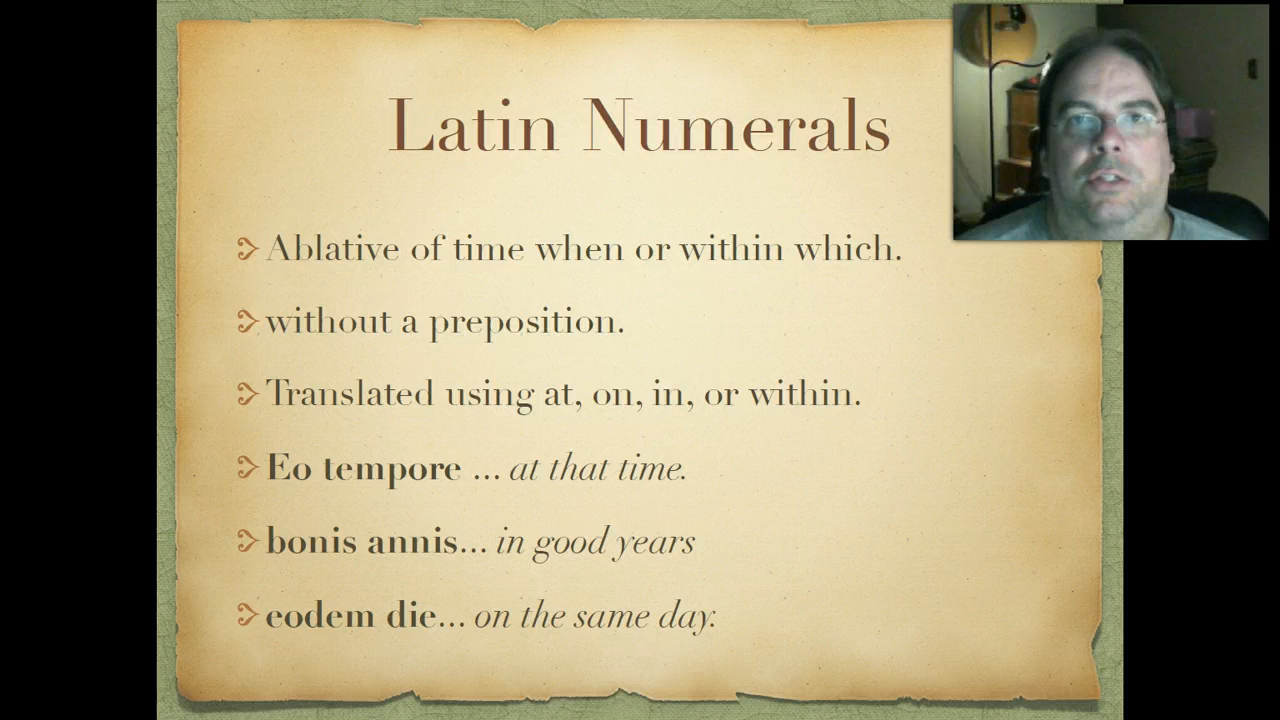 Latin Numerals
Ablative of time when or within which.
without a preposition.
Translated using at, on, in, or within.
Eo tempore ... at that time.
bonis annis... in good years
eodem die... on the same day.